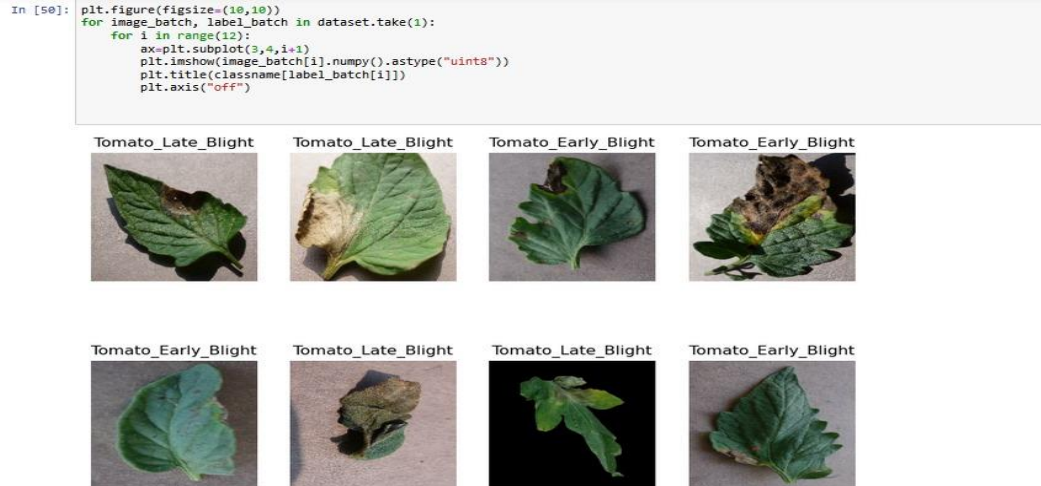 In [50]: plt.figure(figsize=(10,10))
for image_batch, label_batch in dataset.take(1):
    for i in range(12):
        ax=plt.subplot(3,4,i+1)
        plt.imshow(image_batch[i].numpy().astype("uint8"))
        plt.title(classname[label_batch[i]])
        plt.axis("off")
Tomato_Late_Blight Tomato_Late_Blight Tomato_Early_Blight Tomato_Early_Blight
Tomato_Early_Blight Tomato_Late_Blight Tomato_Late_Blight Tomato_Early_Blight